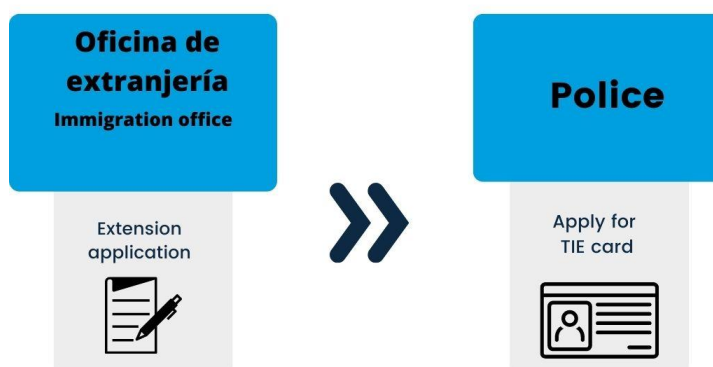 Oficina de
extranjería
Immigration office
Extension
application
Police
Apply for
TIE card